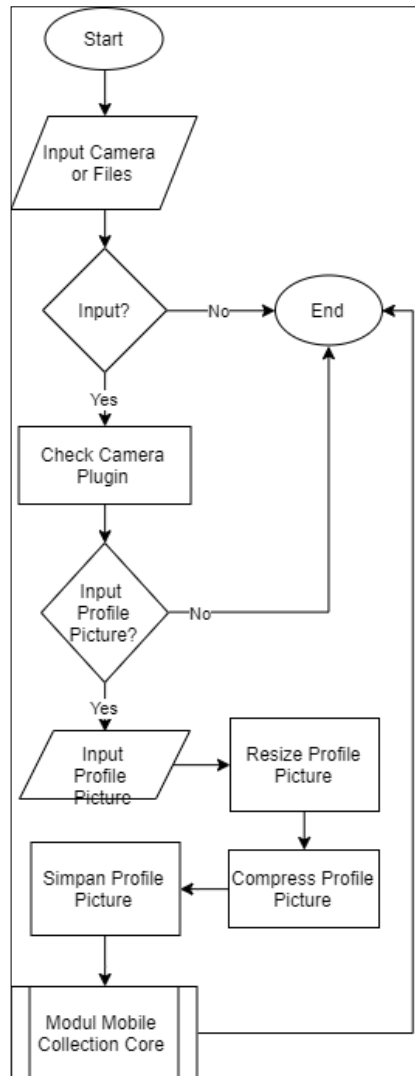 Start
Input Camera
or Files
Input?
No
End
Yes
Check Camera
Plugin
Input
Profile
Picture?
No
Yes
Input
Profile
Picture
Resize Profile
Picture
Compress Profile
Picture
Simpan Profile
Picture
Modul Mobile
Collection Core